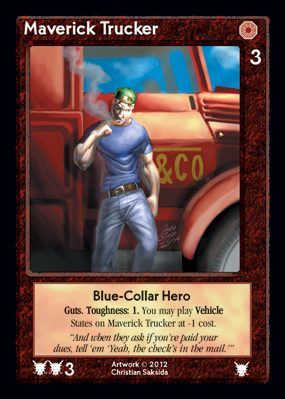 Maverick Trucker
3
&CO
Blue-Collar Hero
Guts. Toughness: 1. You may play Vehicle
States on Maverick Trucker at -1 cost.
“And when they ask if you've paid your
dues, tell 'em ‘Yeah, the check's in the mail.’”
3
Artwork © 2012
Christian Saksida